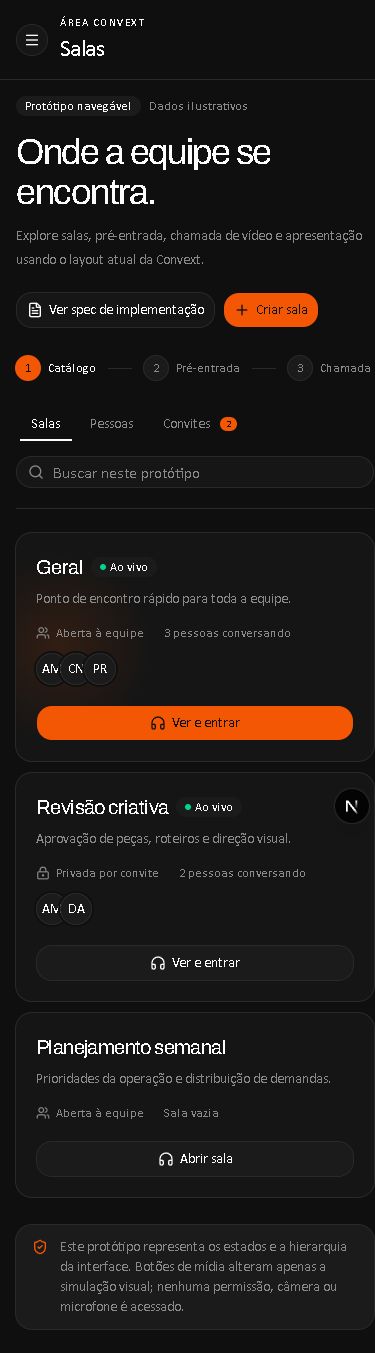 ÁREA CONVEXT
Salas
Protótipo navegável Dados ilustrativos
Onde a equipe se
encontra.
Explore salas, pré-entrada, chamada de vídeo e apresentação
usando o layout atual da Convext.
Ver spec de implementação Criar sala
1 Catálogo 2 Pré-entrada 3 Chamada
Salas Pessoas Convites 2
Buscar neste protótipo
Geral Ao vivo
Ponto de encontro rápido para toda a equipe.
Aberta à equipe 3 pessoas conversando
AM CN PR
Ver e entrar
Revisão criativa Ao vivo
N
Aprovação de peças, roteiros e direção visual.
Privada por convite 2 pessoas conversando
AM DA
Ver e entrar
Planejamento semanal
Prioridades da operação e distribuição de demandas.
Aberta à equipe Sala vazia
Abrir sala
Este protótipo representa os estados e a hierarquia
da interface. Botões de mídia alteram apenas a
simulação visual; nenhuma permissão, câmera ou
microfone é acessado.